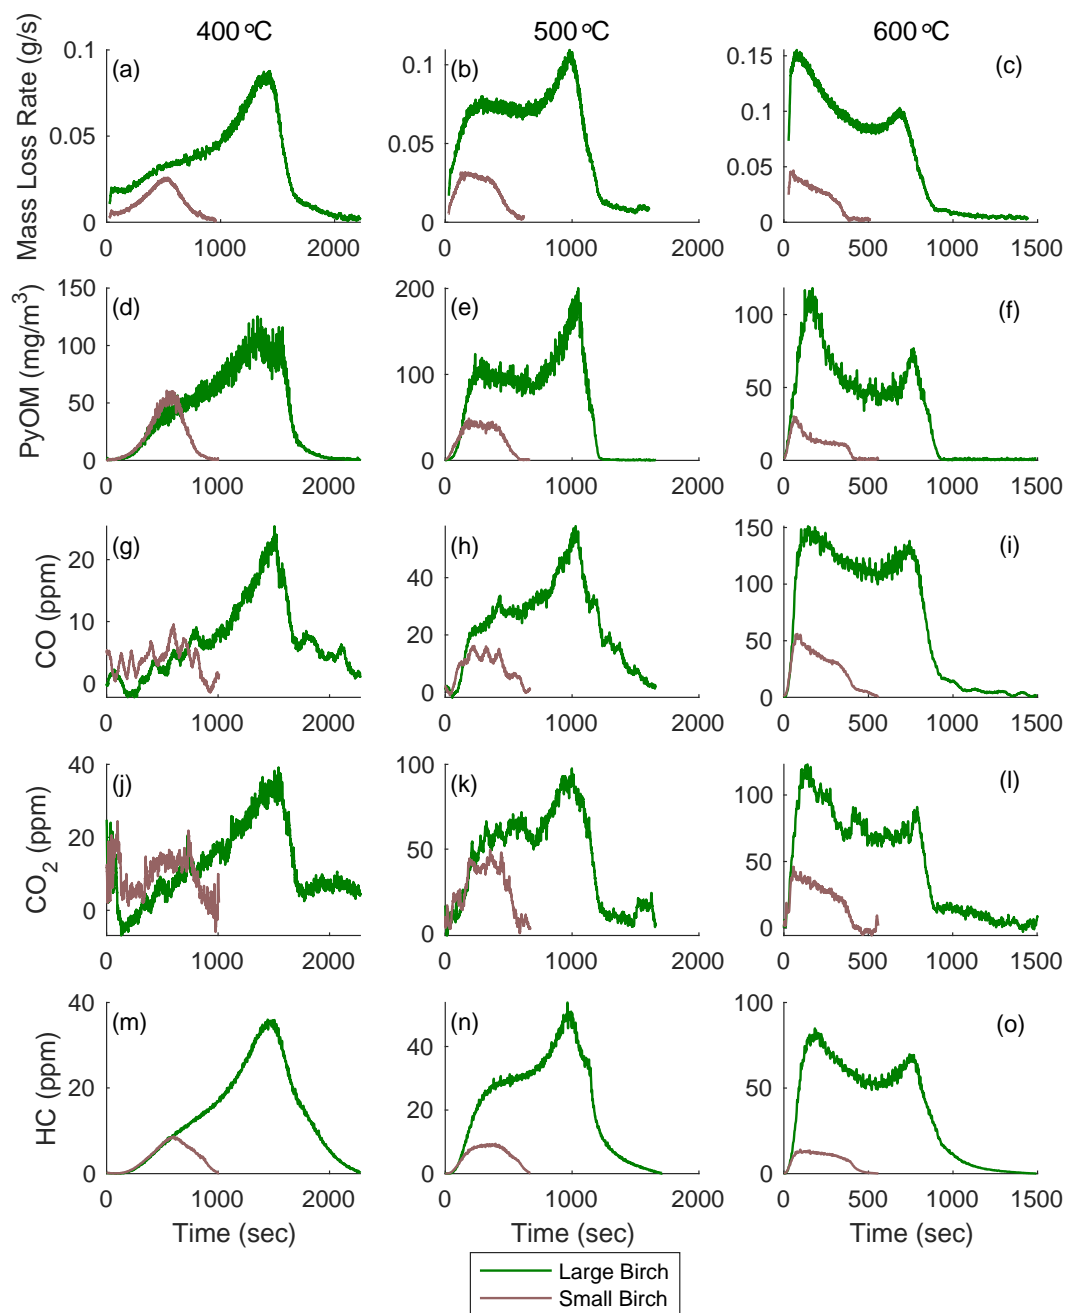 400 °C 500 °C 600 °C
Mass Loss Rate (g/s)
(a) (b) (c)
0.1 0.05 0
0 1000 2000
0.1 0.05 0
0 1000 2000
0.15 0.1 0.05 0
0 500 1000 1500
PyOM (mg/m³)
(d) (e) (f)
150 100 50 0
0 1000 2000
200 100 0
0 1000 2000
100 50 0
0 500 1000 1500
CO (ppm)
(g) (h) (i)
20 10 0
0 1000 2000
40 20 0
0 1000 2000
150 100 50 0
0 500 1000 1500
CO₂ (ppm)
(j) (k) (l)
40 20 0
0 1000 2000
100 50 0
0 1000 2000
100 50 0
0 500 1000 1500
HC (ppm)
(m) (n) (o)
40 20 0
0 1000 2000
40 20 0
0 1000 2000
100 50 0
0 500 1000 1500
Time (sec) Time (sec) Time (sec)
Large Birch
Small Birch